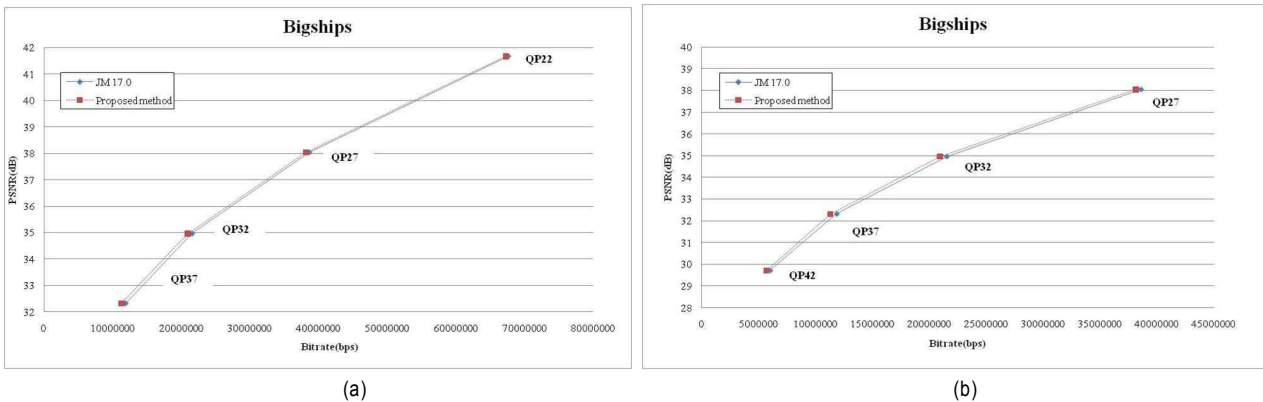 Bigships
42
41
40
39
38
37
36
35
34
33
32
PSNR(dB)
JM 17.0
Proposed method
QP22
QP27
QP32
QP37
0 10000000 20000000 30000000 40000000 50000000 60000000 70000000 80000000
Bitrate(bps)
(a)
Bigships
40
39
38
37
36
35
34
33
32
31
30
29
28
PSNR(dB)
JM 17.0
Proposed method
QP27
QP32
QP37
QP42
0 5000000 10000000 15000000 20000000 25000000 30000000 35000000 40000000 45000000
Bitrate(bps)
(b)